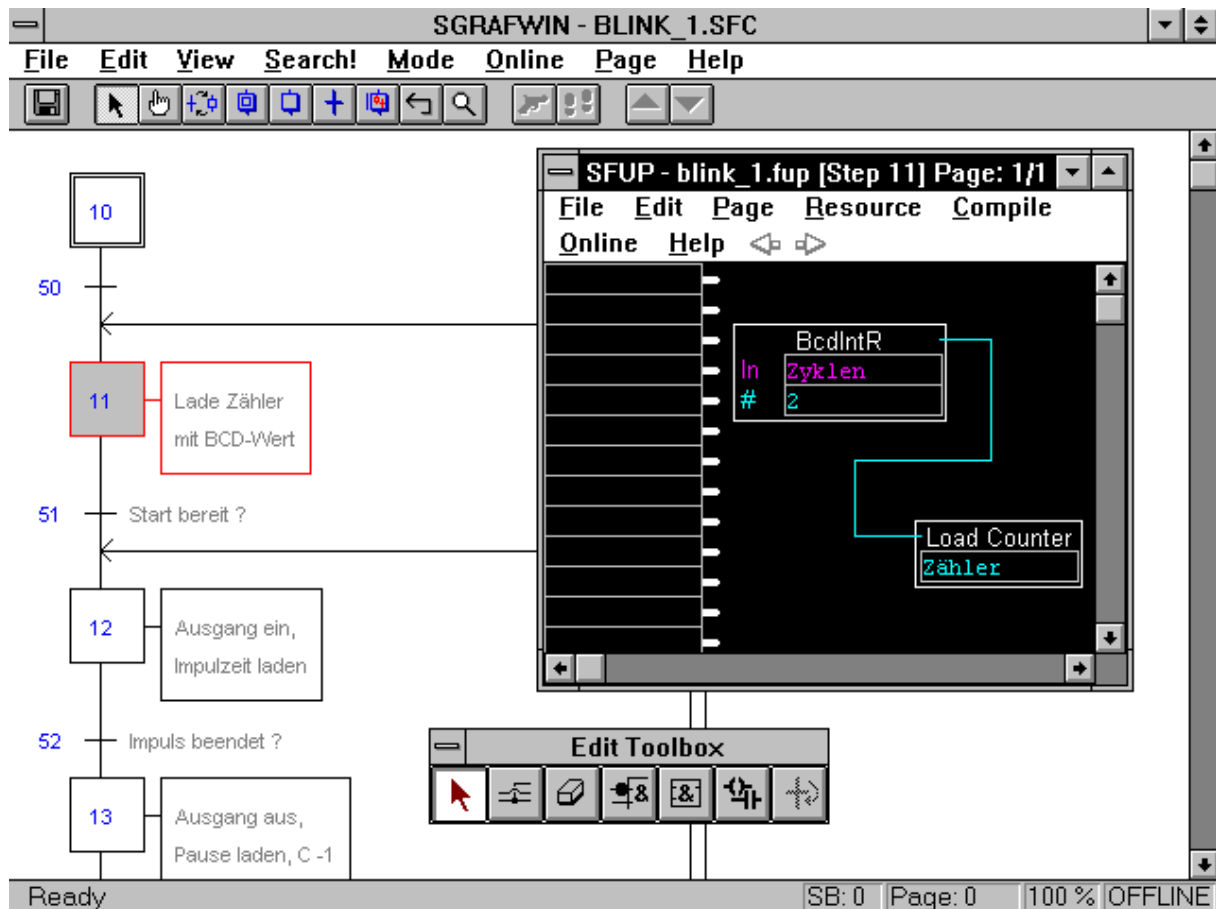 SGRAFWIN - BLINK_1.SFC
File Edit View Search! Mode Online Page Help
10
50
11
Lade Zähler
mit BCD-Wert
51
Start bereit ?
12
Ausgang ein,
Impulzeit laden
52
Impuls beendet ?
13
Ausgang aus,
Pause laden, C -1
SFUP - blink_1.fup [Step 11] Page: 1/1
File Edit Page Resource Compile
Online Help
BcdIntR
In Zyklen
# 2
Load Counter
Zähler
Edit Toolbox
&
&
Ready
SB: 0 Page: 0 100 % OFFLINE